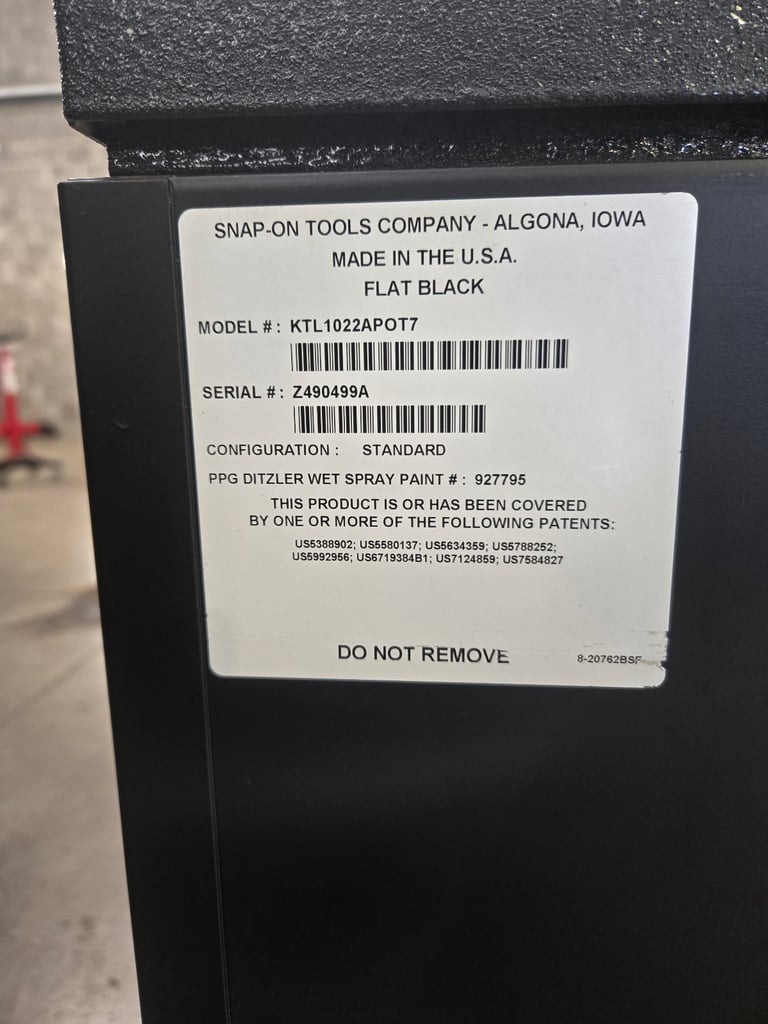 SNAP-ON TOOLS COMPANY - ALGONA, IOWA
MADE IN THE U.S.A.
FLAT BLACK
MODEL # : KTL1022APOT7
SERIAL # : Z490499A
CONFIGURATION : STANDARD
PPG DITZLER WET SPRAY PAINT # : 927795
THIS PRODUCT IS OR HAS BEEN COVERED
BY ONE OR MORE OF THE FOLLOWING PATENTS:
US5388902; US5580137; US5634359; US5788252;
US5992956; US6719384B1; US7124859; US7584827
DO NOT REMOVE
8-20762BSF